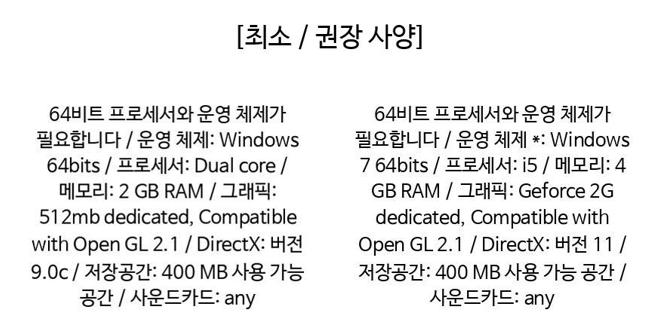 [최소 / 권장 사양]
64비트 프로세서와 운영 체제가
필요합니다 / 운영 체제: Windows
64bits / 프로세서: Dual core /
메모리: 2 GB RAM / 그래픽:
512mb dedicated, Compatible
with Open GL 2.1 / DirectX: 버전
9.0c / 저장공간: 400 MB 사용 가능
공간 / 사운드카드: any
64비트 프로세서와 운영 체제가
필요합니다 / 운영 체제 *: Windows
7 64bits / 프로세서: i5 / 메모리: 4
GB RAM / 그래픽: Geforce 2G
dedicated, Compatible with
Open GL 2.1 / DirectX: 버전 11 /
저장공간: 400 MB 사용 가능 공간 /
사운드카드: any